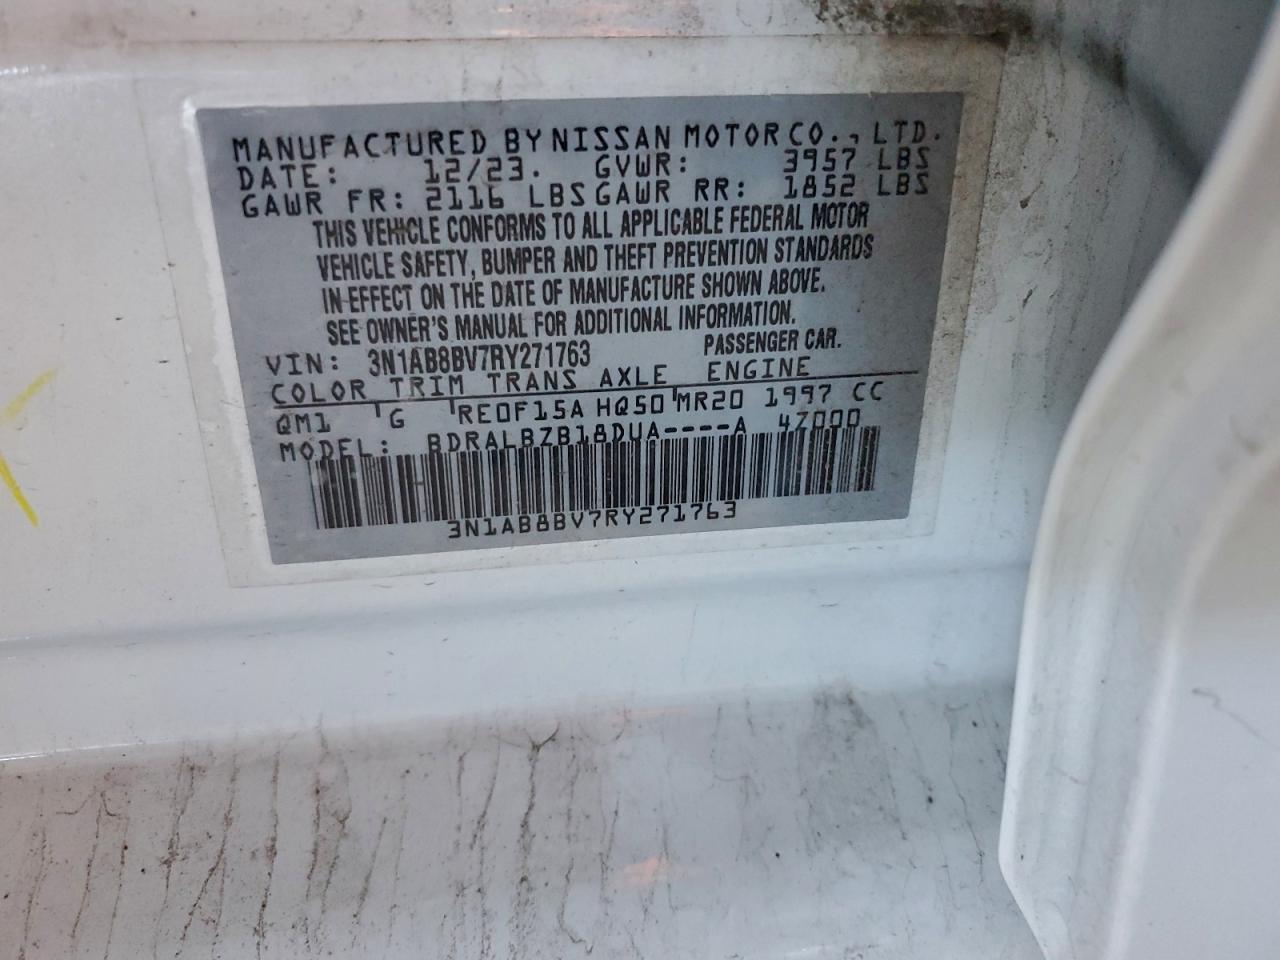 MANUFACTURED BY NISSAN MOTOR CO., LTD.
DATE: 12/23. GVWR: 3957 LBS
GAWR FR: 2116 LBS GAWR RR: 1852 LBS
THIS VEHICLE CONFORMS TO ALL APPLICABLE FEDERAL MOTOR
VEHICLE SAFETY, BUMPER AND THEFT PREVENTION STANDARDS
IN EFFECT ON THE DATE OF MANUFACTURE SHOWN ABOVE.
SEE OWNER'S MANUAL FOR ADDITIONAL INFORMATION.
VIN: 3N1AB8BV7RY271763 PASSENGER CAR.
COLOR TRIM TRANS AXLE ENGINE
QM1 G RE0F15A HQ50 MR20 1997 CC
MODEL: BDRALBZB18DUA----A 47000
3N1AB8BV7RY271763